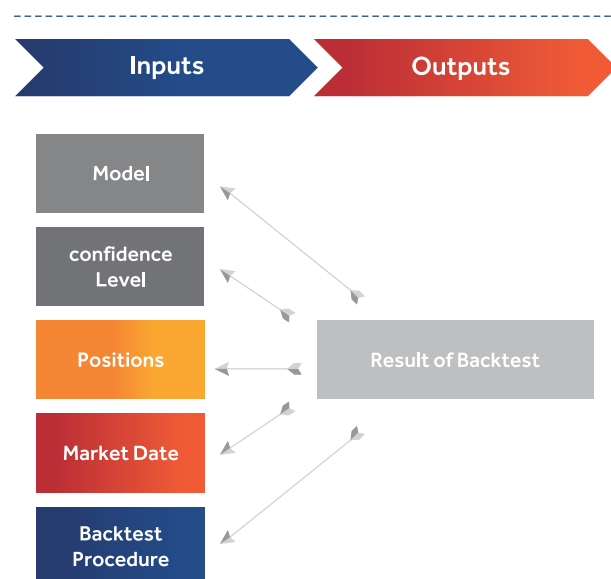 Inputs
Outputs
Model
confidence
Level
Positions
Result of Backtest
Market Date
Backtest
Procedure